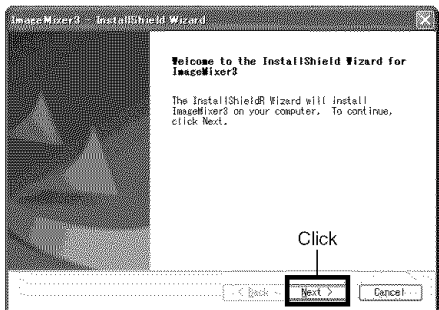 ImageMixer3 - InstallShield Wizard
Welcome to the InstallShield Wizard for
ImageMixer3
The InstallShieldR Wizard will install
ImageMixer3 on your computer. To continue,
click Next.
Click
< Back
Next >
Cancel